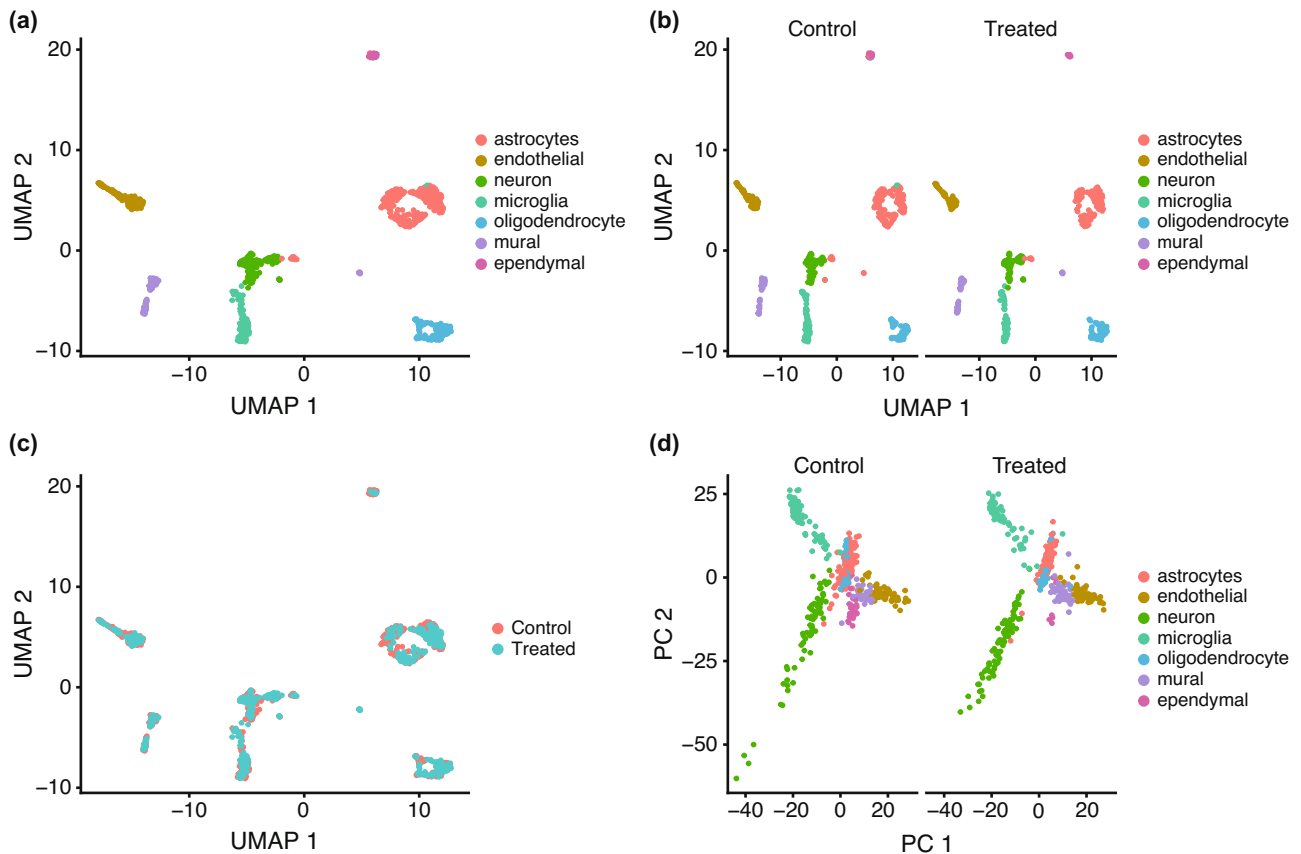 (a)
20
10
0
−10
UMAP 2
−10 0 10
UMAP 1
astrocytes
endothelial
neuron
microglia
oligodendrocyte
mural
ependymal
(b)
Control Treated
20
10
0
−10
UMAP 2
−10 0 10 −10 0 10
UMAP 1
astrocytes
endothelial
neuron
microglia
oligodendrocyte
mural
ependymal
(c)
20
10
0
−10
UMAP 2
−10 0 10
UMAP 1
Control
Treated
(d)
Control Treated
25
0
−25
−50
PC 2
−40 −20 0 20 −40 −20 0 20
PC 1
astrocytes
endothelial
neuron
microglia
oligodendrocyte
mural
ependymal